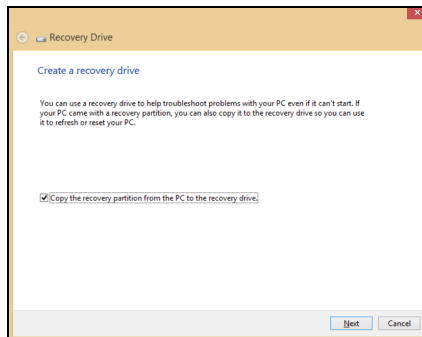 Recovery Drive
Create a recovery drive
You can use a recovery drive to help troubleshoot problems with your PC even if it can't start. If
your PC came with a recovery partition, you can also copy it to the recovery drive so you can use
it to refresh or reset your PC.
Copy the recovery partition from the PC to the recovery drive.
Next Cancel